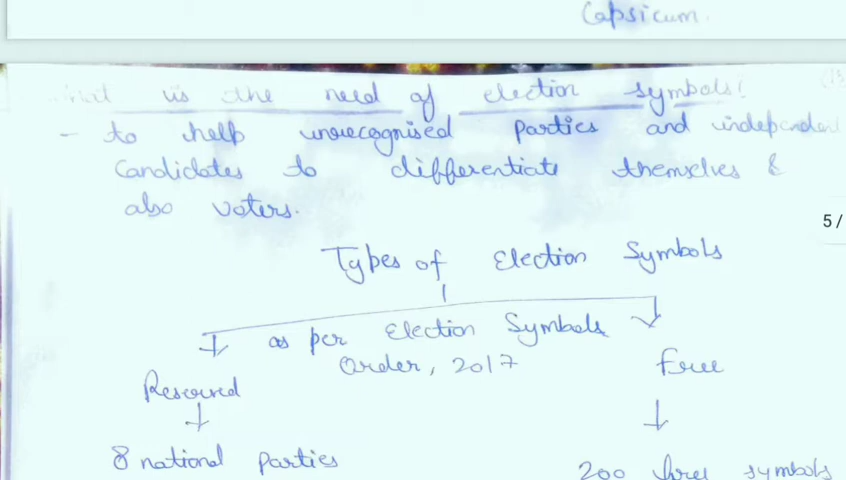 Capsicum.
is the need of election symbols?
- to help unrecognised parties and independent
Candidates to differentiate themselves &
also voters.
5/
Types of Election Symbols
as per Election Symbols
Order, 2017
Reserved
Free
8 national parties
200 free symbols